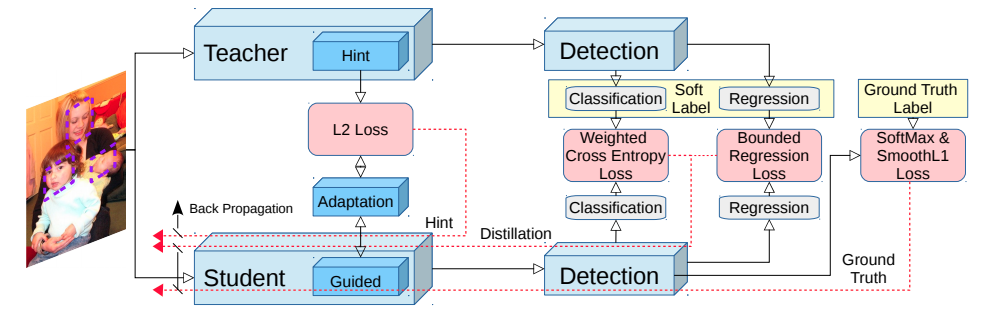 Teacher
Hint
Detection
Classification
Soft
Label
Regression
Ground Truth
Label
L2 Loss
Weighted
Cross Entropy
Loss
Bounded
Regression
Loss
SoftMax &
SmoothL1
Loss
Adaptation
Classification
Regression
Back Propagation
Hint
Distillation
Student
Guided
Detection
Ground
Truth